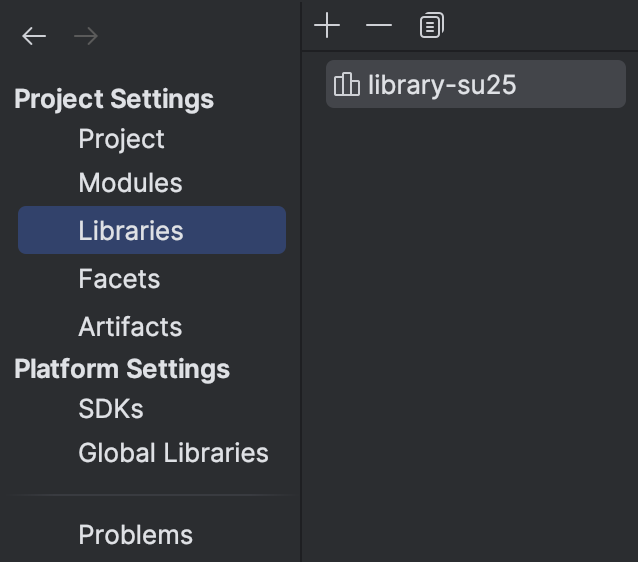 Project Settings
Project
Modules
Libraries
Facets
Artifacts
Platform Settings
SDKs
Global Libraries
Problems
library-su25